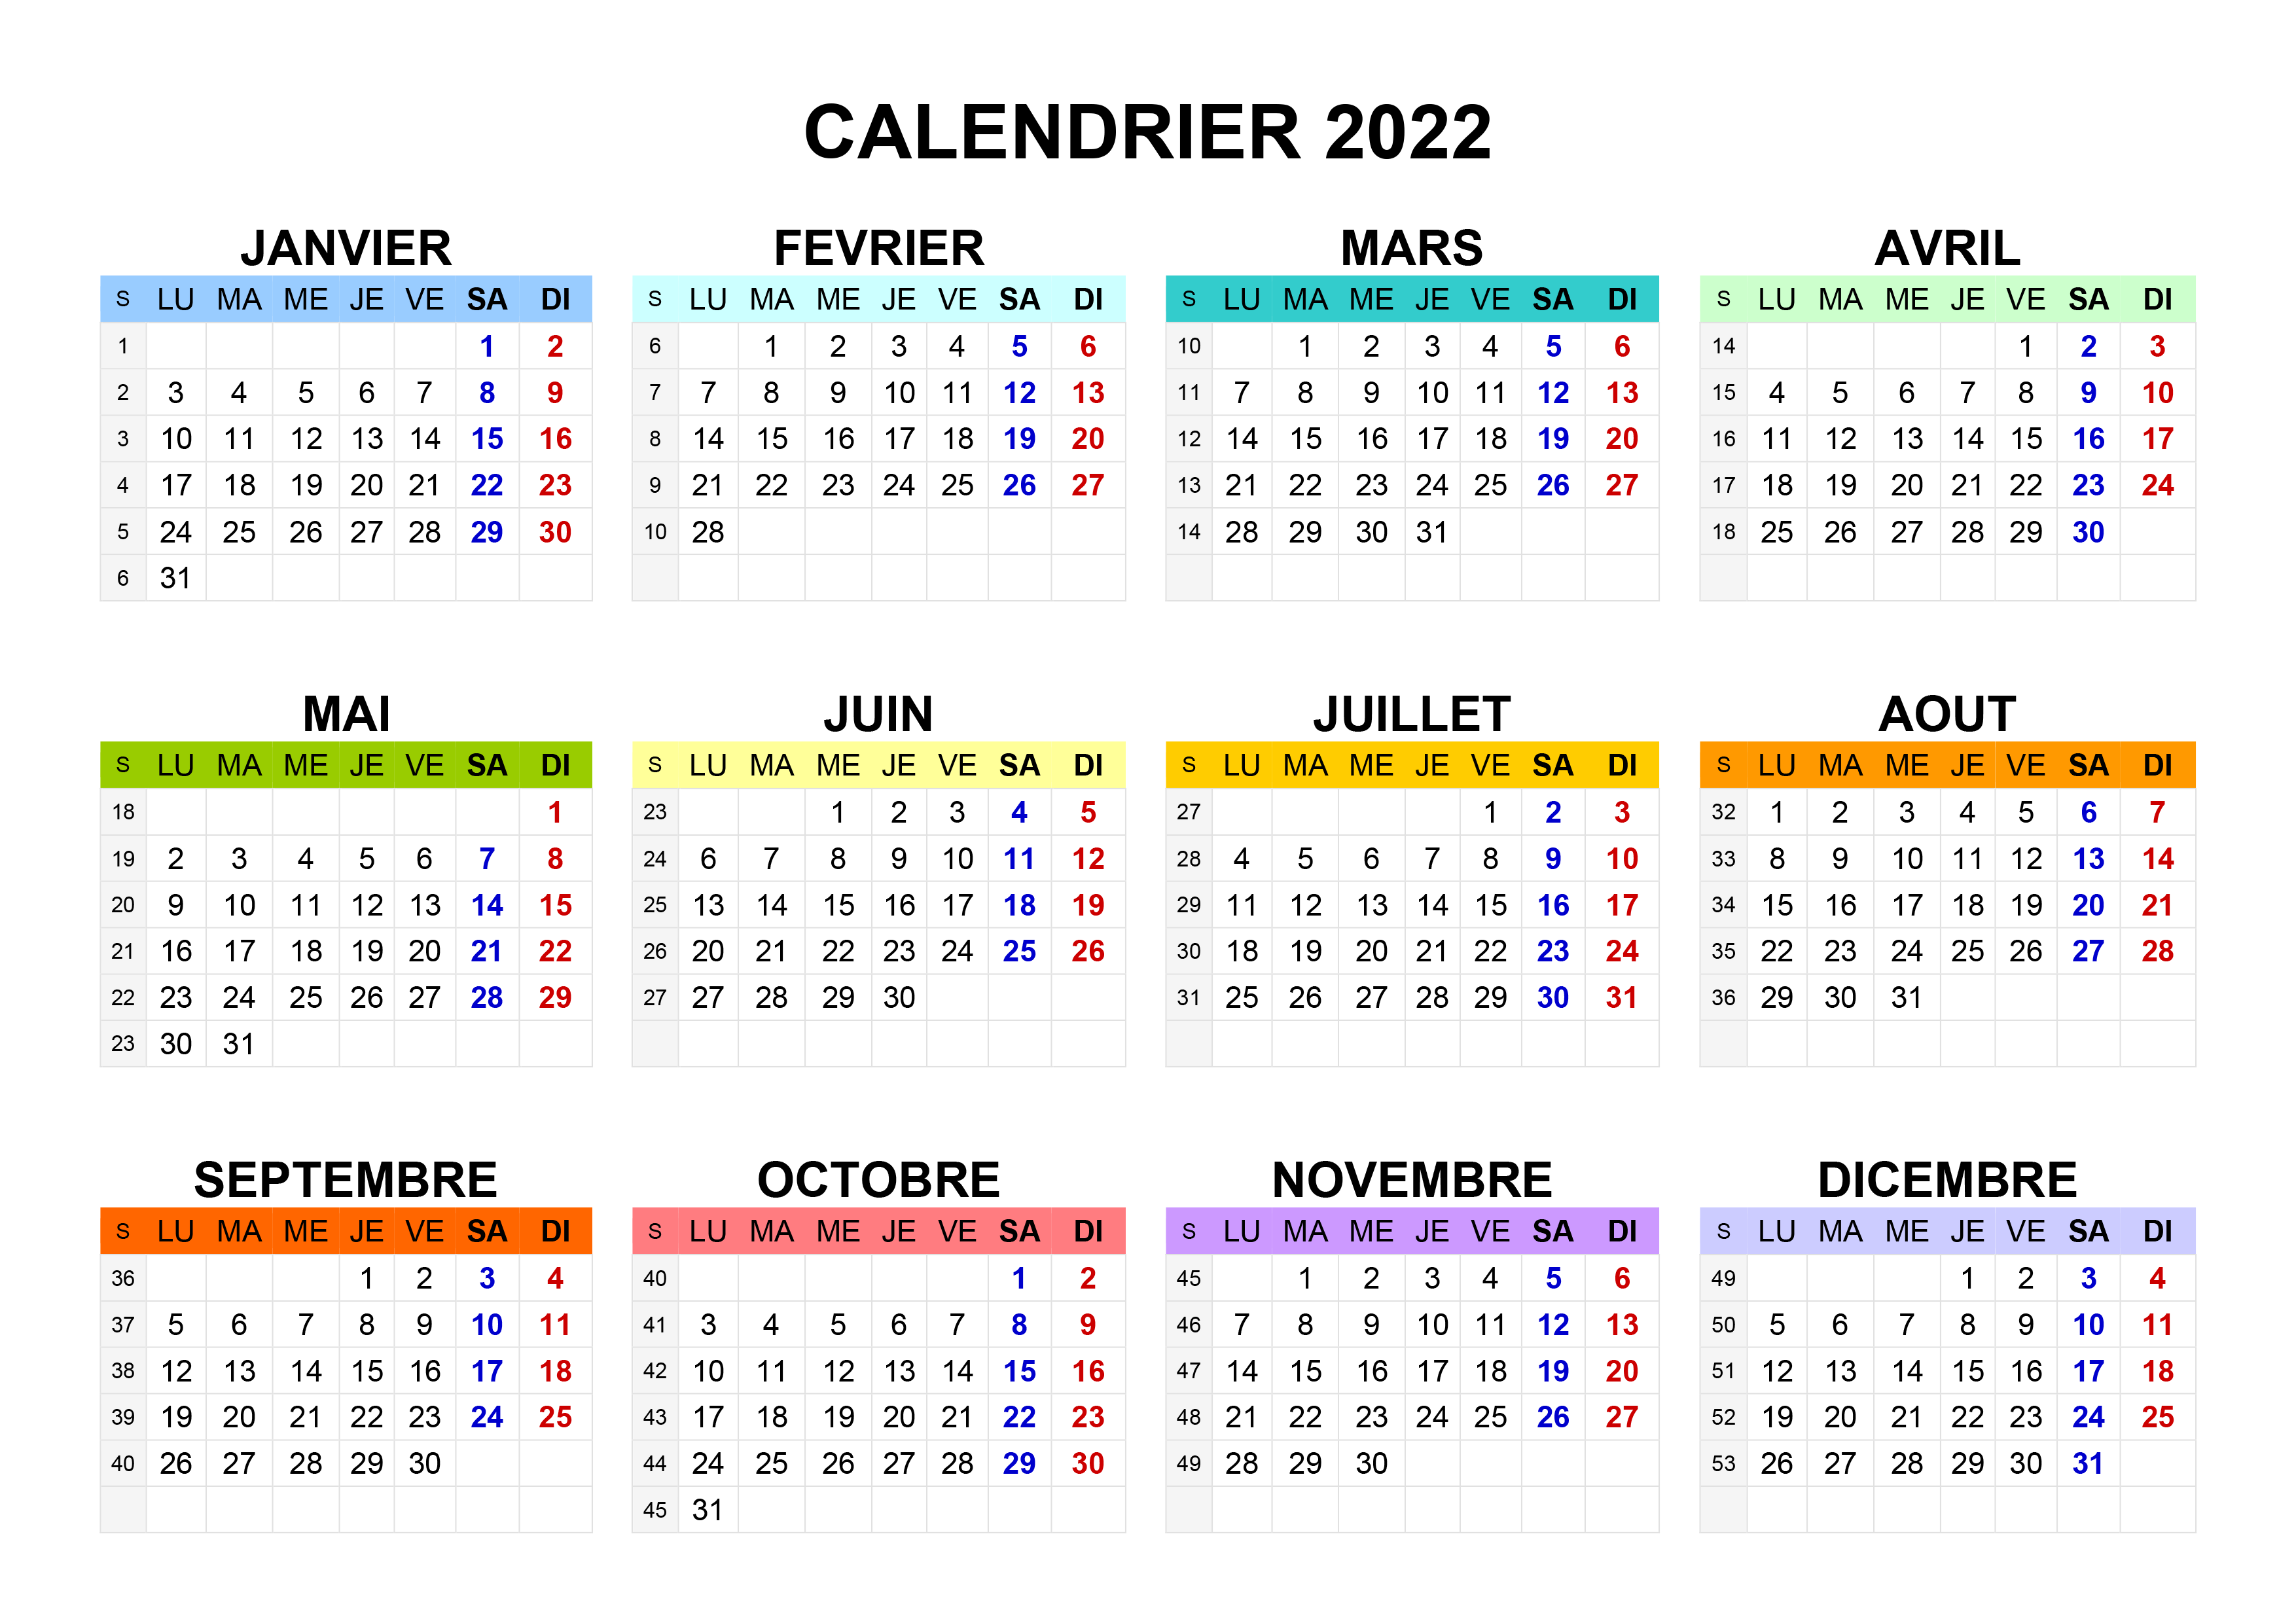 CALENDRIER 2022
JANVIER
S LU MA ME JE VE SA DI
1 1 2
2 3 4 5 6 7 8 9
3 10 11 12 13 14 15 16
4 17 18 19 20 21 22 23
5 24 25 26 27 28 29 30
6 31
FEVRIER
S LU MA ME JE VE SA DI
6 1 2 3 4 5 6
7 7 8 9 10 11 12 13
8 14 15 16 17 18 19 20
9 21 22 23 24 25 26 27
10 28
MARS
S LU MA ME JE VE SA DI
10 1 2 3 4 5 6
11 7 8 9 10 11 12 13
12 14 15 16 17 18 19 20
13 21 22 23 24 25 26 27
14 28 29 30 31
AVRIL
S LU MA ME JE VE SA DI
14 1 2 3
15 4 5 6 7 8 9 10
16 11 12 13 14 15 16 17
17 18 19 20 21 22 23 24
18 25 26 27 28 29 30
MAI
S LU MA ME JE VE SA DI
18 1
19 2 3 4 5 6 7 8
20 9 10 11 12 13 14 15
21 16 17 18 19 20 21 22
22 23 24 25 26 27 28 29
23 30 31
JUIN
S LU MA ME JE VE SA DI
23 1 2 3 4 5
24 6 7 8 9 10 11 12
25 13 14 15 16 17 18 19
26 20 21 22 23 24 25 26
27 27 28 29 30
JUILLET
S LU MA ME JE VE SA DI
27 1 2 3
28 4 5 6 7 8 9 10
29 11 12 13 14 15 16 17
30 18 19 20 21 22 23 24
31 25 26 27 28 29 30 31
AOUT
S LU MA ME JE VE SA DI
32 1 2 3 4 5 6 7
33 8 9 10 11 12 13 14
34 15 16 17 18 19 20 21
35 22 23 24 25 26 27 28
36 29 30 31
SEPTEMBRE
S LU MA ME JE VE SA DI
36 1 2 3 4
37 5 6 7 8 9 10 11
38 12 13 14 15 16 17 18
39 19 20 21 22 23 24 25
40 26 27 28 29 30
OCTOBRE
S LU MA ME JE VE SA DI
40 1 2
41 3 4 5 6 7 8 9
42 10 11 12 13 14 15 16
43 17 18 19 20 21 22 23
44 24 25 26 27 28 29 30
45 31
NOVEMBRE
S LU MA ME JE VE SA DI
45 1 2 3 4 5 6
46 7 8 9 10 11 12 13
47 14 15 16 17 18 19 20
48 21 22 23 24 25 26 27
49 28 29 30
DICEMBRE
S LU MA ME JE VE SA DI
49 1 2 3 4
50 5 6 7 8 9 10 11
51 12 13 14 15 16 17 18
52 19 20 21 22 23 24 25
53 26 27 28 29 30 31